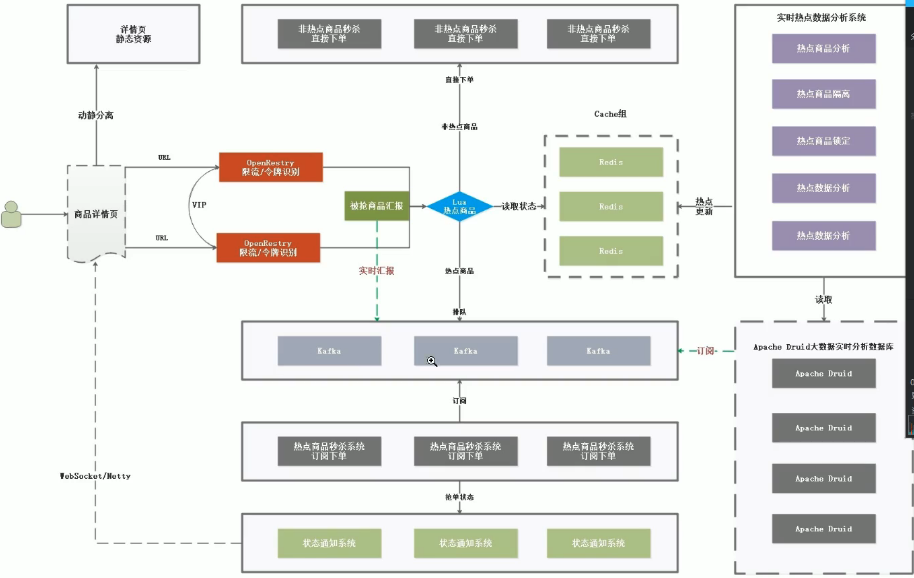 详情页
静态资源
非热点商品秒杀
直接下单
非热点商品秒杀
直接下单
非热点商品秒杀
直接下单
实时热点数据分析系统
热点商品分析
热点商品隔离
热点商品锁定
热点数据分析
热点数据分析
直接下单
动静分离
非热点商品
Cache组
Redis
Redis
Redis
URL
OpenRestry
限流/令牌识别
商品详情页
VIP
被抢商品汇报
Lua
热点商品
读取状态
热点
更新
URL
OpenRestry
限流/令牌识别
实时汇报
热点商品
排队
读取
Kafka
Kafka
Kafka
订阅
Apache Druid大数据实时分析数据库
Apache Druid
Apache Druid
Apache Druid
Apache Druid
订阅
热点商品秒杀系统
订阅下单
热点商品秒杀系统
订阅下单
热点商品秒杀系统
订阅下单
WebSocket/Netty
抢单状态
状态通知系统
状态通知系统
状态通知系统